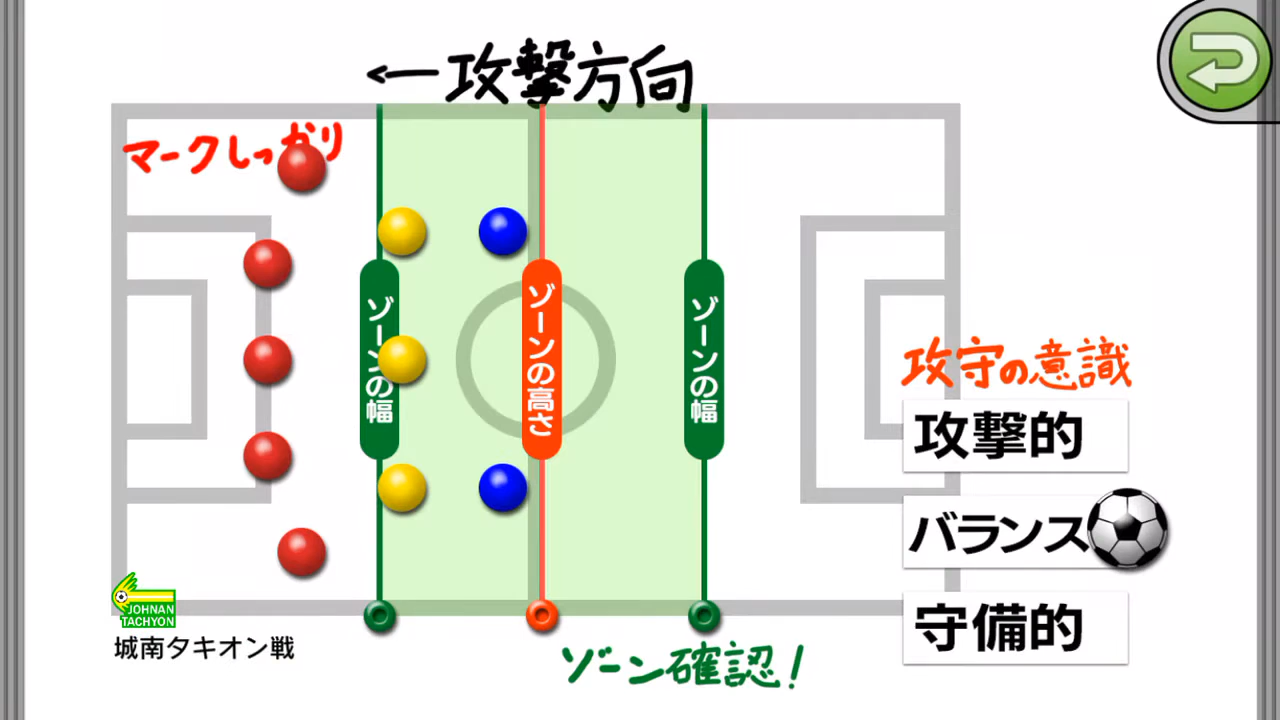 ←攻撃方向
マークしっかり
ゾーンの幅
ゾーンの高さ
ゾーンの幅
攻守の意識
攻撃的
バランス
守備的
JOHNAN
TACHYON
城南タキオン戦
ゾーン確認!